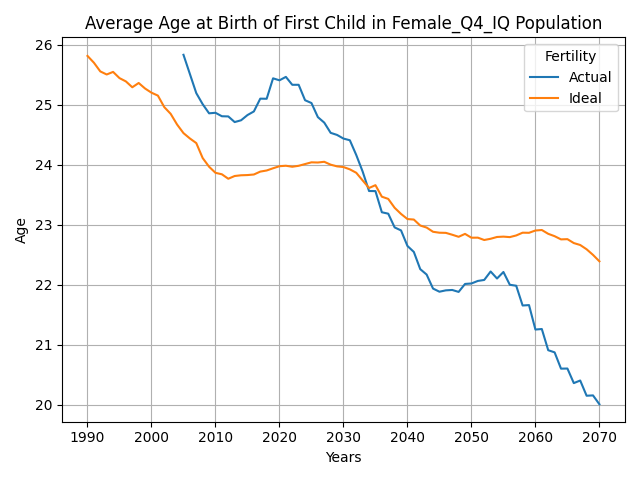 Average Age at Birth of First Child in Female_Q4_IQ Population
Fertility
Actual
Ideal
Age
26
25
24
23
22
21
20
1990 2000 2010 2020 2030 2040 2050 2060 2070
Years